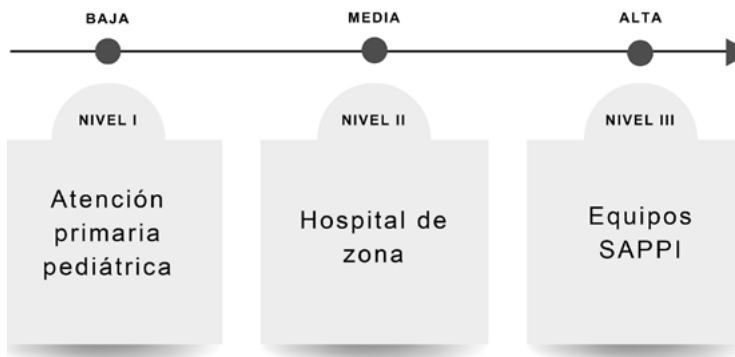 BAJA
MEDIA
ALTA
NIVEL I
NIVEL II
NIVEL III
Atención
primaria
pediátrica
Hospital de
zona
Equipos
SAPPI